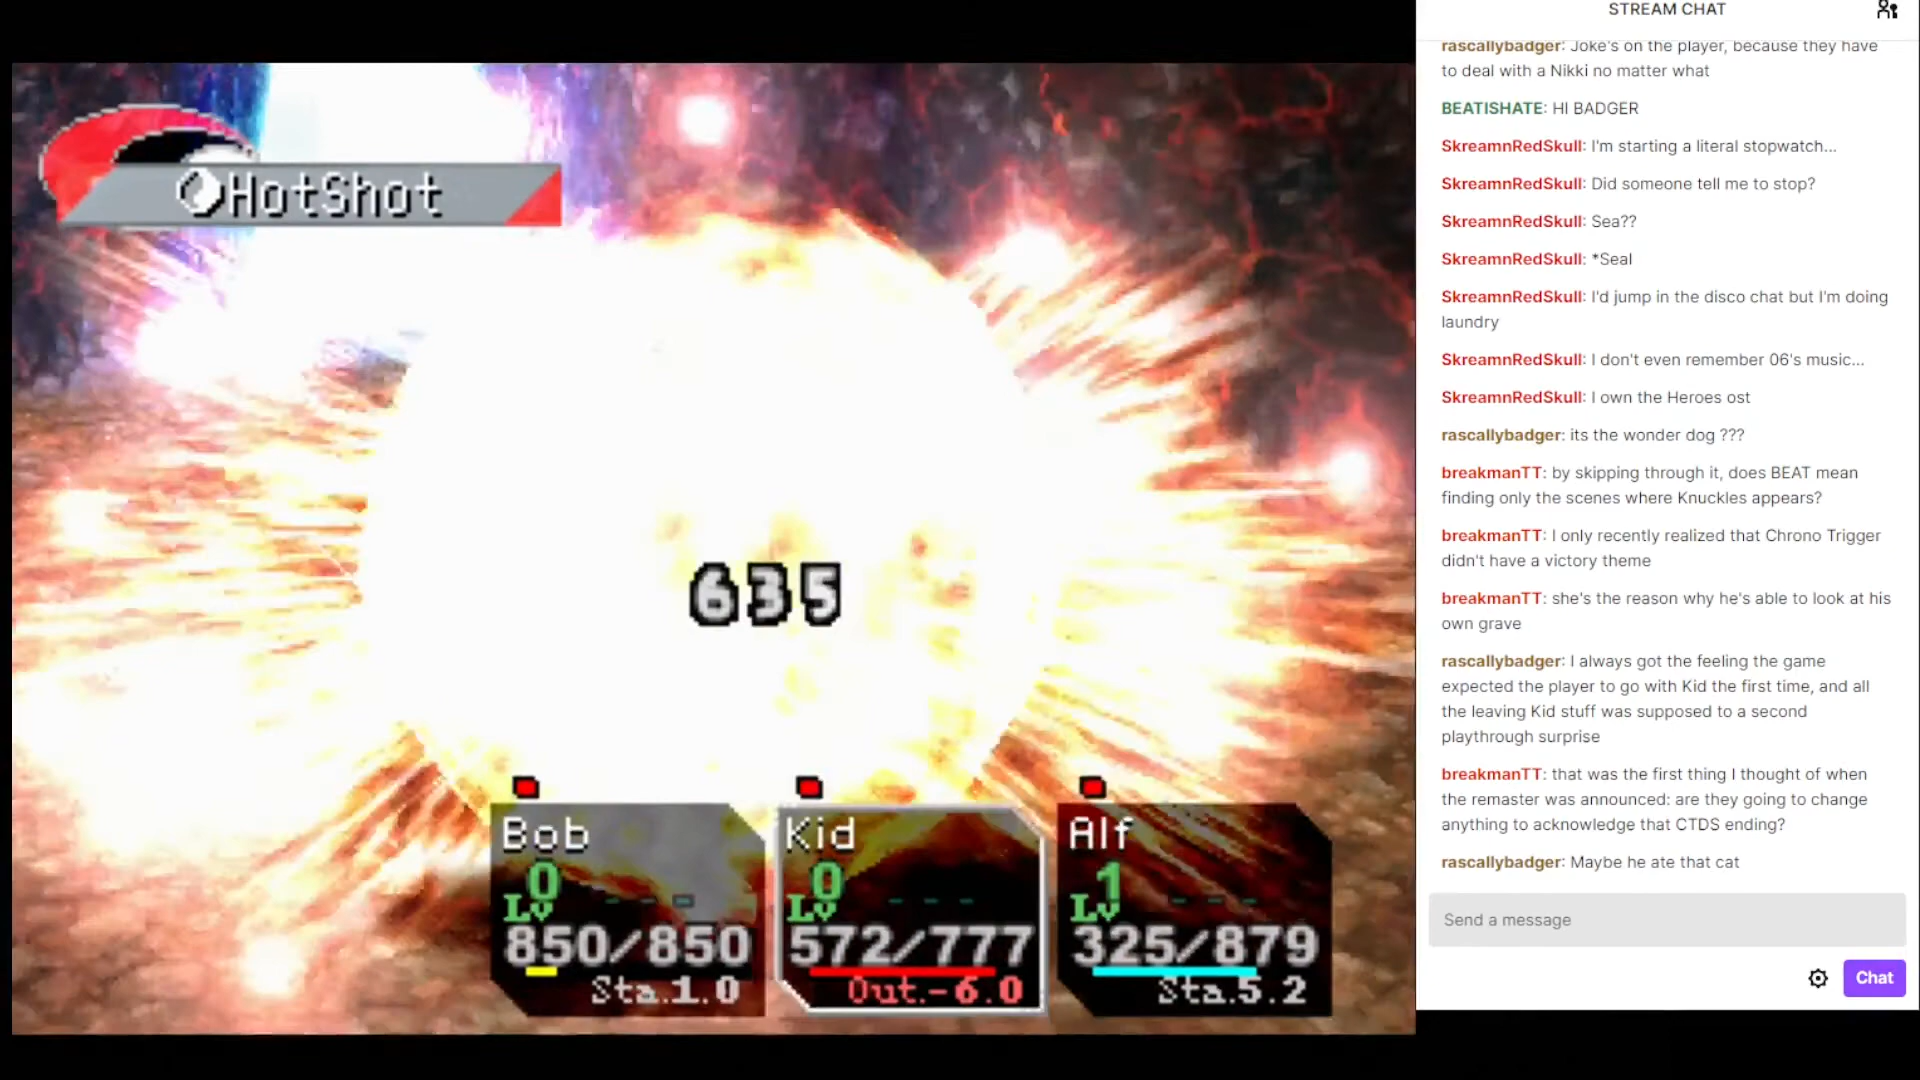 HotShot
635
Bob
0
Lv
850/850
Sta.1.0
Kid
0
Lv
572/777
Out.-6.0
Alf
1
Lv
325/879
Sta.5.2
STREAM CHAT
rascallybadger: Joke's on the player, because they have
to deal with a Nikki no matter what
BEATISHATE: HI BADGER
SkreamnRedSkull: I'm starting a literal stopwatch...
SkreamnRedSkull: Did someone tell me to stop?
SkreamnRedSkull: Sea??
SkreamnRedSkull: *Seal
SkreamnRedSkull: I'd jump in the disco chat but I'm doing
laundry
SkreamnRedSkull: I don't even remember 06's music...
SkreamnRedSkull: I own the Heroes ost
rascallybadger: its the wonder dog ???
breakmanTT: by skipping through it, does BEAT mean
finding only the scenes where Knuckles appears?
breakmanTT: I only recently realized that Chrono Trigger
didn't have a victory theme
breakmanTT: she's the reason why he's able to look at his
own grave
rascallybadger: I always got the feeling the game
expected the player to go with Kid the first time, and all
the leaving Kid stuff was supposed to a second
playthrough surprise
breakmanTT: that was the first thing I thought of when
the remaster was announced: are they going to change
anything to acknowledge that CTDS ending?
rascallybadger: Maybe he ate that cat
Send a message
Chat